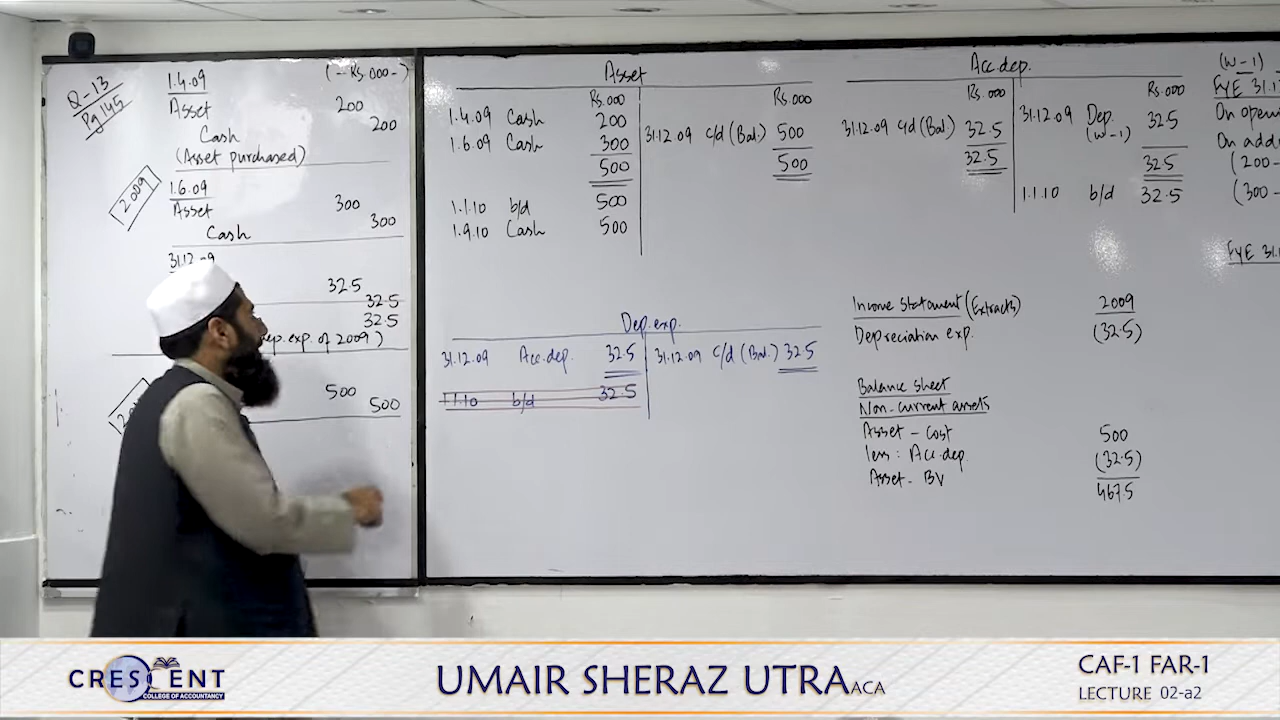 Q-13
Pg 145
1.4.09 (-Rs.000-)
Asset 200
Cash 200
(Asset purchased)
2009
1.6.09
Asset 300
Cash 300
31.12.09
32.5
32.5
32.5
ep. exp. of 2009)
500
500
Asset
Rs.000 Rs.000
1.4.09 Cash 200
1.6.09 Cash 300 31.12.09 c/d (Bal.) 500
500 500
1.1.10 b/d 500
1.9.10 Cash 500
Acc.dep.
Rs.000 Rs.000
31.12.09 c/d (Bal.) 32.5 31.12.09 Dep. 32.5
(W-1)
32.5 32.5
1.1.10 b/d 32.5
(W-1)
FYE 31.1
On openi
On addi
(200-
(300-
FYE 31.1
Dep.exp.
31.12.09 Acc.dep. 32.5 31.12.09 c/d (Bal.) 32.5
1.1.10 b/d 32.5
Income Statement (Extracts) 2009
Depreciation exp. (32.5)
Balance sheet
Non-current assets
Asset - Cost 500
less: Acc.dep. (32.5)
Asset - BV 467.5
CRESCENT
COLLEGE OF ACCOUNTANCY
UMAIR SHERAZ UTRA ACA
CAF-1 FAR-1
LECTURE 02-a2